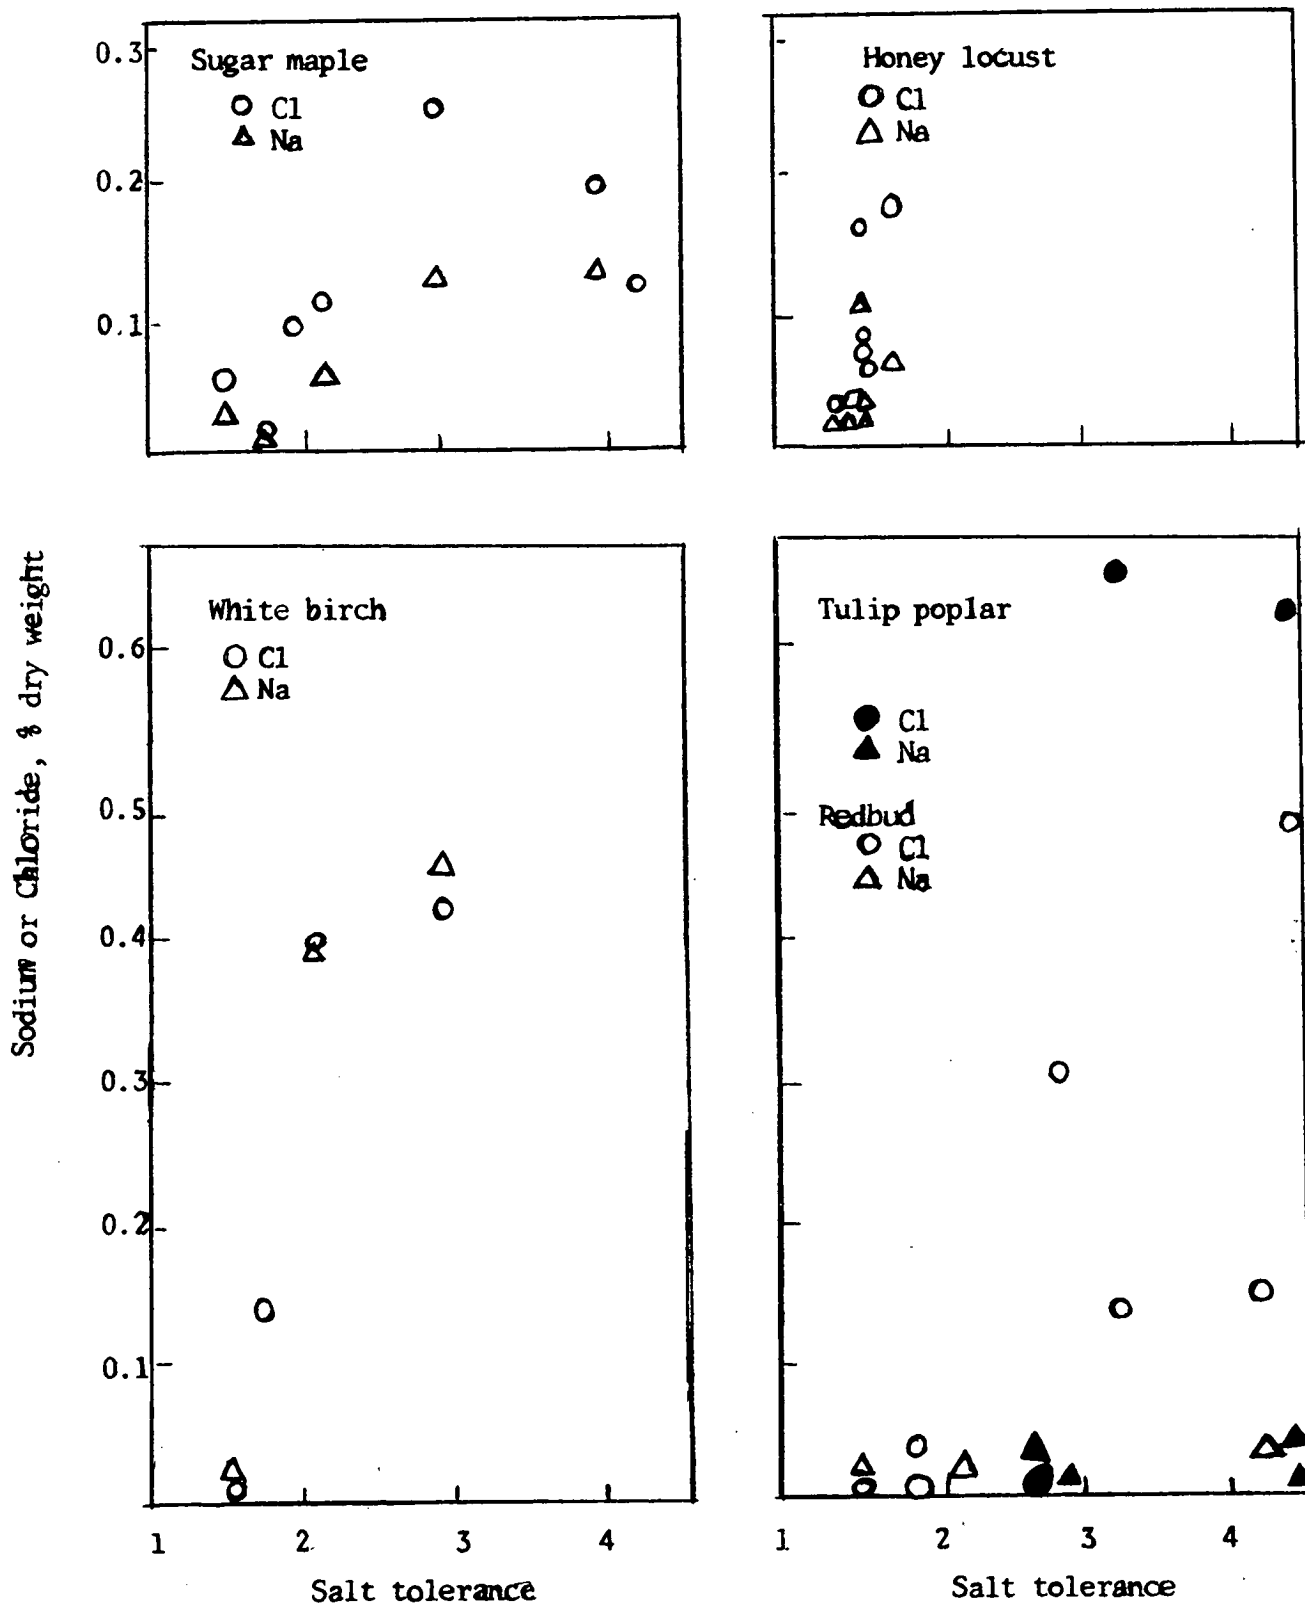 0.3
Sugar maple
Cl
Na
0.2
0.1
Honey locust
Cl
Na
Sodium or Chloride, % dry weight
White birch
Cl
Na
0.6
0.5
0.4
0.3
0.2
0.1
1 2 3 4
Salt tolerance
Tulip poplar
Cl
Na
Redbud
Cl
Na
1 2 3 4
Salt tolerance